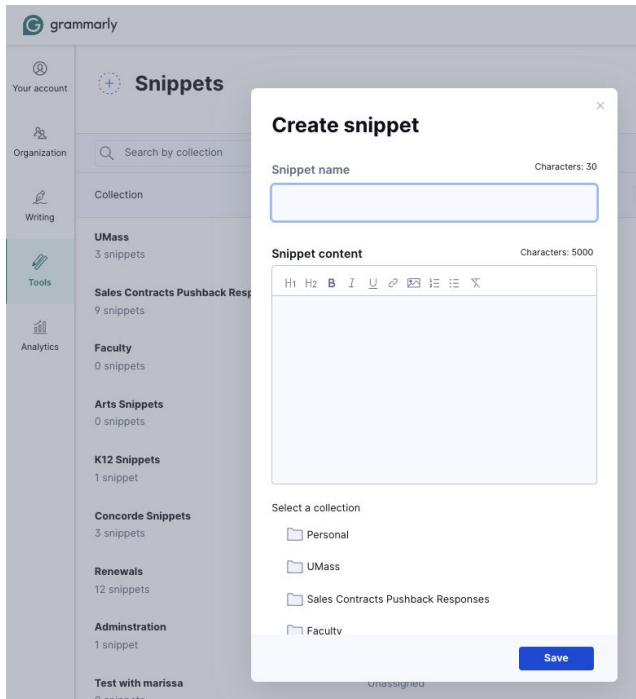 grammarly
Your account
Organization
Writing
Tools
Analytics
Snippets
Search by collection
Collection
UMass
3 snippets
Sales Contracts Pushback Resp
9 snippets
Faculty
0 snippets
Arts Snippets
0 snippets
K12 Snippets
1 snippet
Concorde Snippets
3 snippets
Renewals
12 snippets
Adminstration
1 snippet
Test with marissa
Unassigned
Create snippet
Snippet name
Characters: 30
Snippet content
Characters: 5000
H1 H2 B I U
Select a collection
Personal
UMass
Sales Contracts Pushback Responses
Faculty
Save